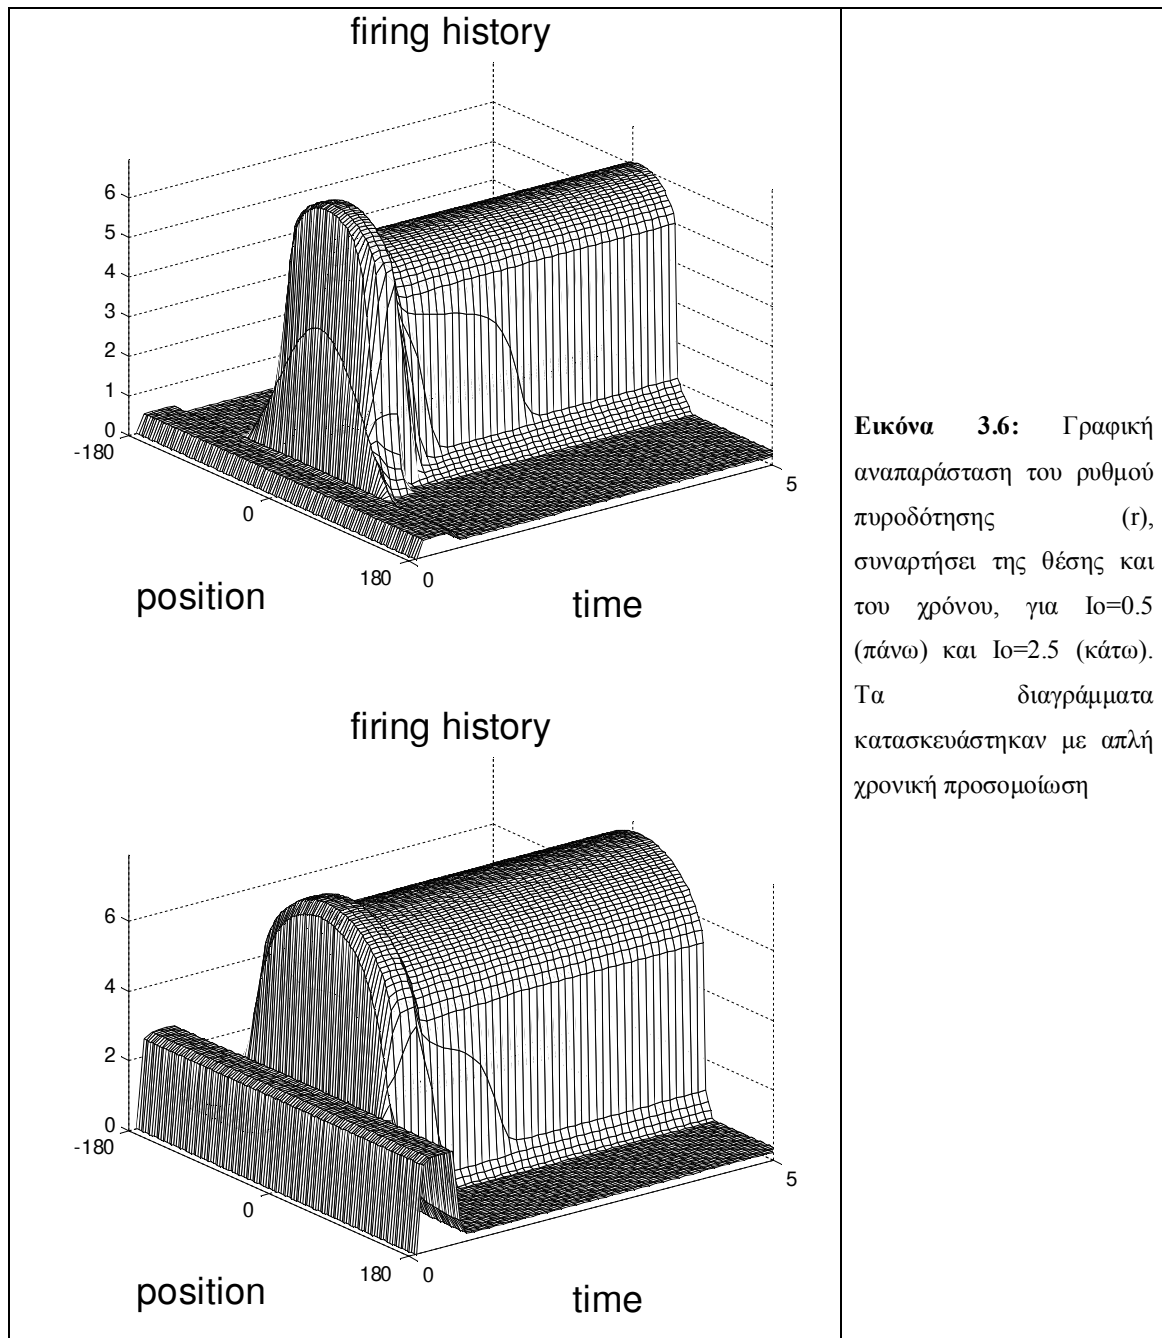 firing history
6
5
4
3
2
1
0
-180
0
180
0
5
position
time
firing history
6
4
2
0
-180
0
180
0
5
position
time
Εικόνα 3.6: Γραφική
αναπαράσταση του ρυθμού
πυροδότησης (r),
συναρτήσει της θέσης και
του χρόνου, για Io=0.5
(πάνω) και Io=2.5 (κάτω).
Τα διαγράμματα
κατασκευάστηκαν με απλή
χρονική προσομοίωση